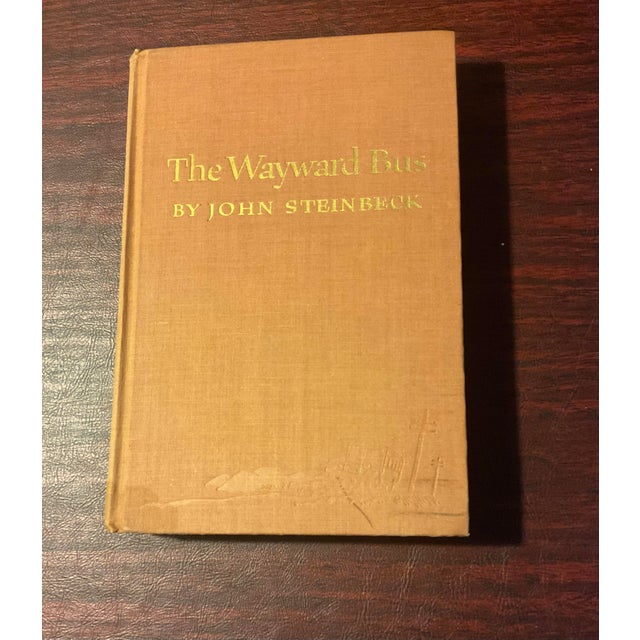 The Wayward Bus
BY JOHN STEINBECK